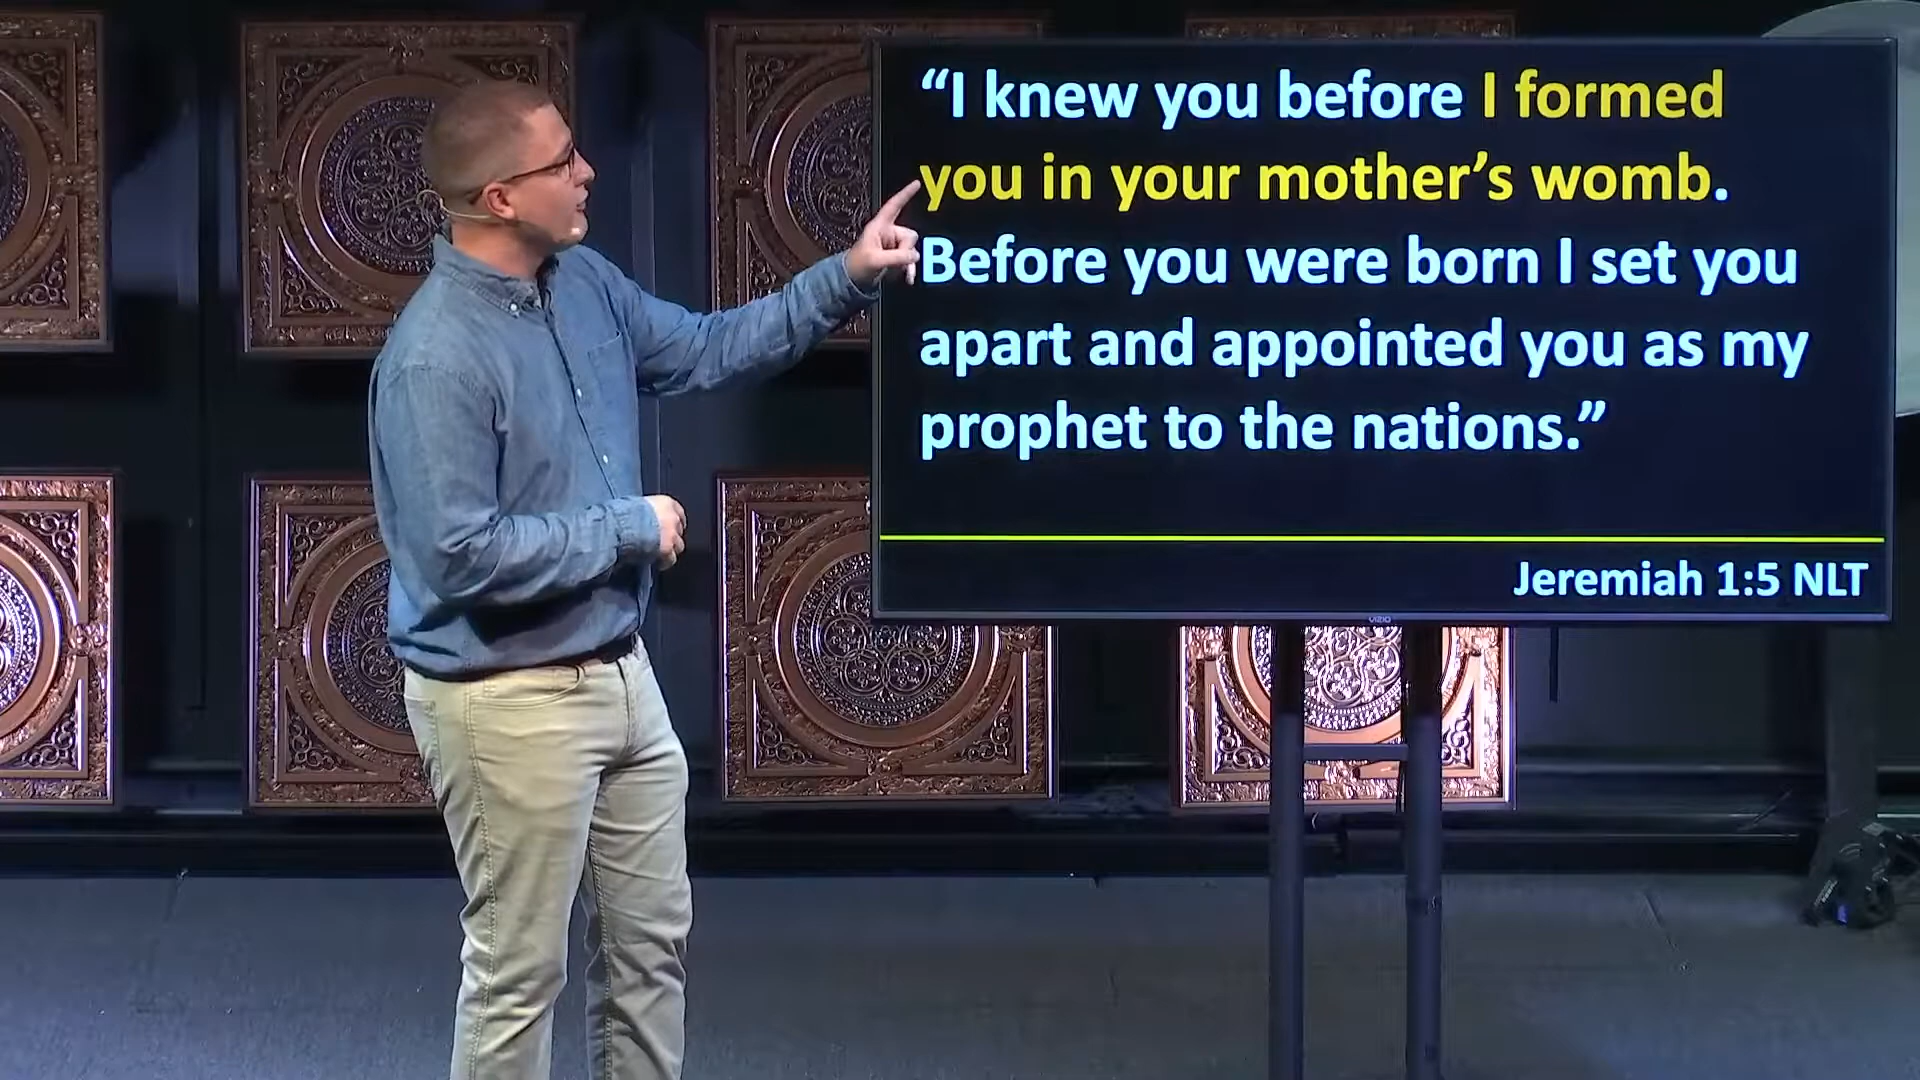 “I knew you before I formed
you in your mother’s womb.
Before you were born I set you
apart and appointed you as my
prophet to the nations.”
Jeremiah 1:5 NLT
VIZIO